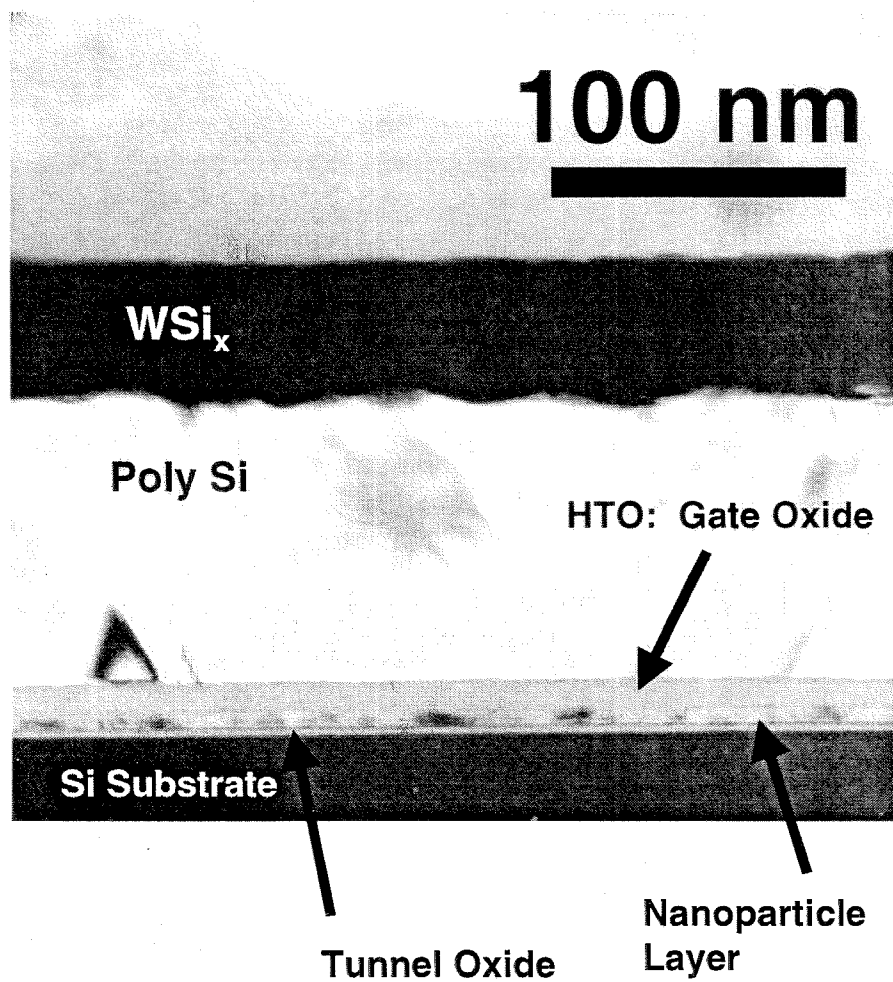 100 nm
WSiₓ
Poly Si
HTO: Gate Oxide
Si Substrate
Nanoparticle
Layer
Tunnel Oxide